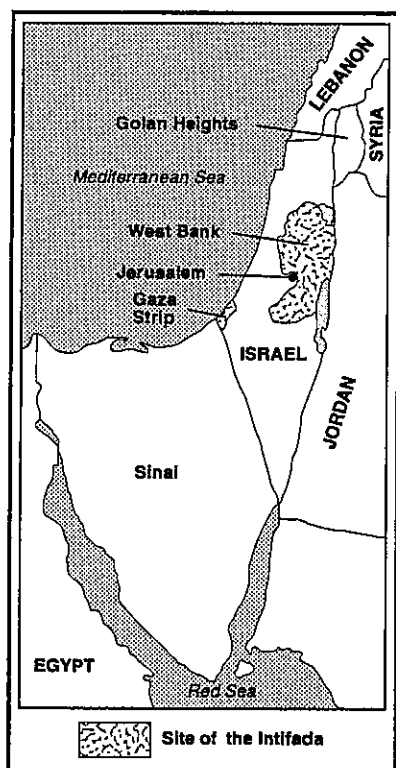 LEBANON
Golan Heights
SYRIA
Mediterranean Sea
West Bank
Jerusalem
Gaza
Strip
ISRAEL
JORDAN
Sinai
EGYPT
Red Sea
Site of the Intifada